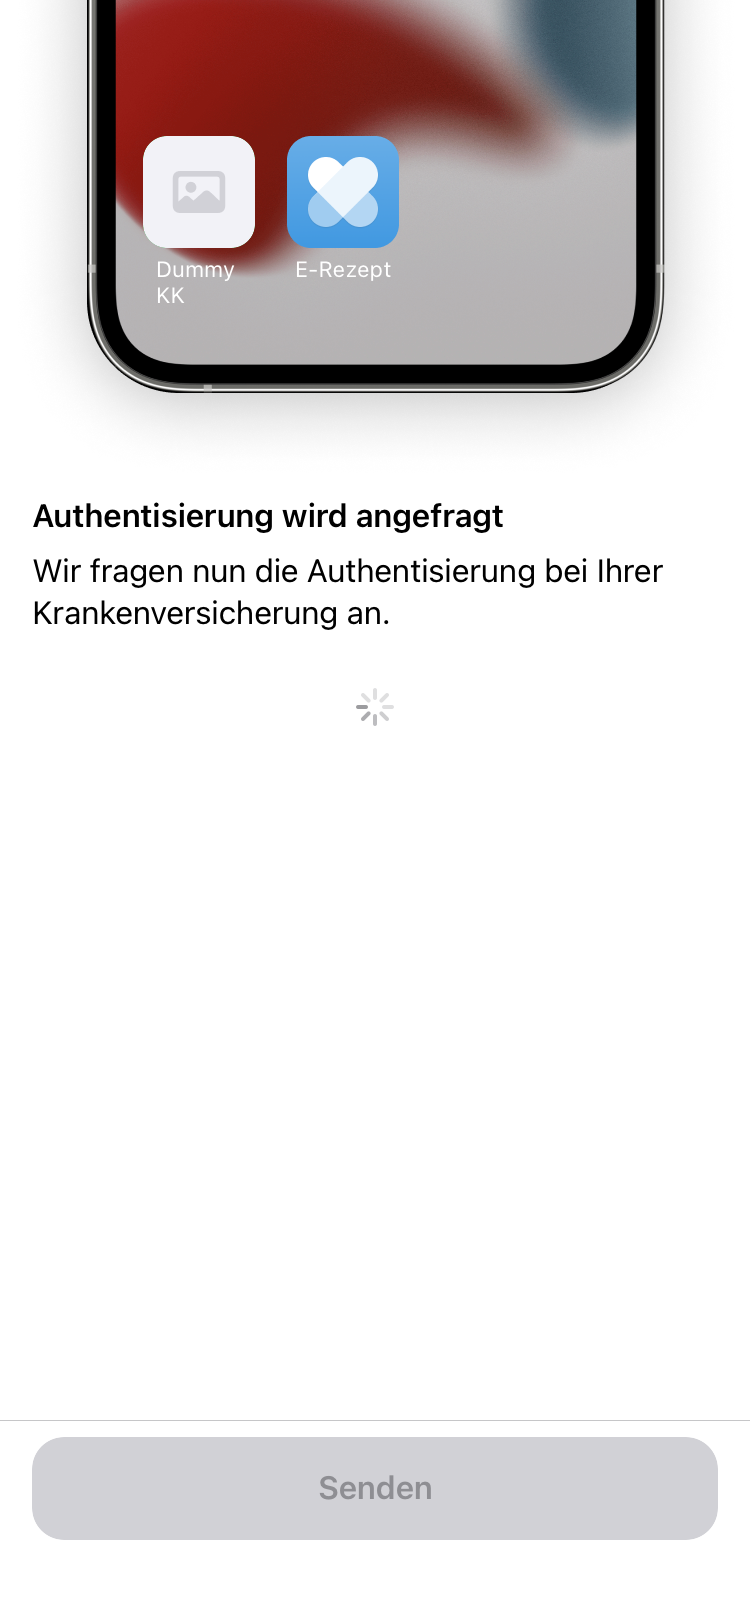 Dummy
KK
E-Rezept
Authentisierung wird angefragt
Wir fragen nun die Authentisierung bei Ihrer
Krankenversicherung an.
Senden